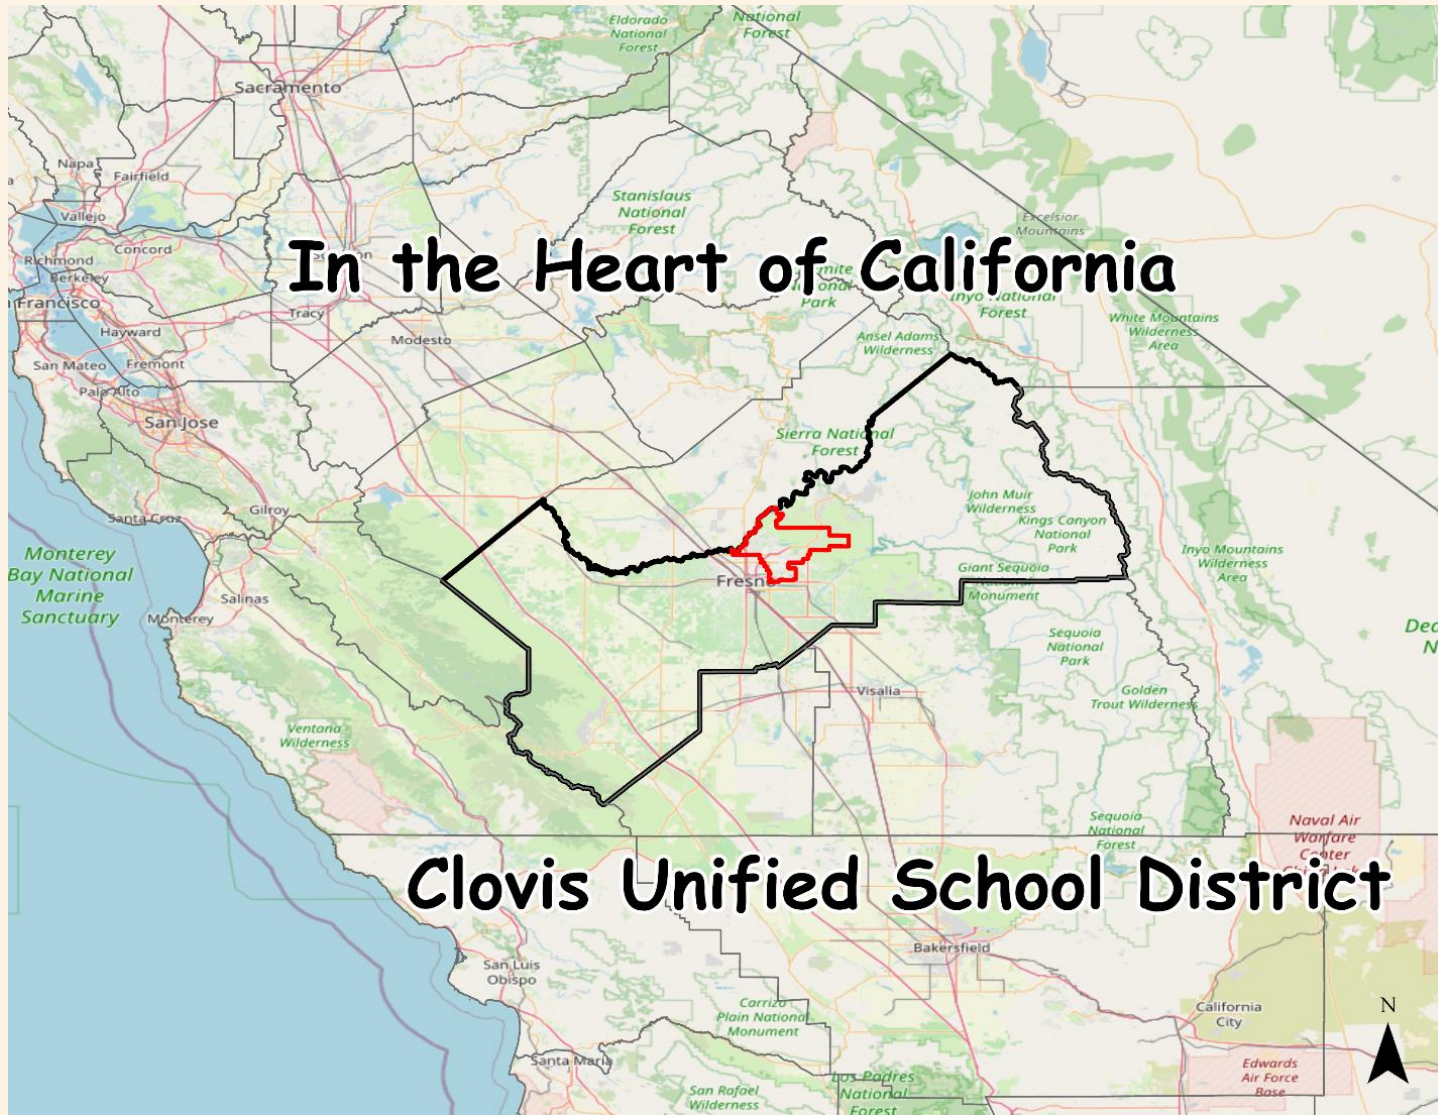 Eldorado
National
Forest
National
Forest
Sacramento
Napa
Fairfield
Vallejo
Stanislaus
National
Forest
Excelsior
Mountains
Concord
Richmond
Berkeley
In the Heart of California
Francisco
Park
Inyo National
Forest
Tracy
White Mountains
Wilderness
Area
Hayward
Modesto
Ansel Adams
Wilderness
San Mateo
Fremont
Palo Alto
San Jose
Sierra National
Forest
John Muir
Wilderness
Gilroy
Santa Cruz
Kings Canyon
National
Park
Monterey
Bay National
Marine
Sanctuary
Inyo Mountains
Wilderness
Area
Giant Sequoia
National
Monument
Fresno
Salinas
Monterey
Sequoia
National
Park
Visalia
Golden
Trout Wilderness
Ventana
Wilderness
Sequoia
National
Forest
Naval Air
Warfare
Center
Clovis Unified School District
Bakersfield
San Luis
Obispo
Carrizo
Plain National
Monument
California
City
N
Santa Maria
Edwards
Air Force
Base
Los Padres
National
Forest
San Rafael
Wilderness